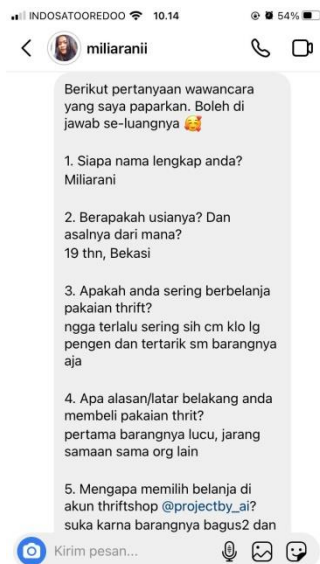 INDOSATOOREDOO 10.14 54%
miliaranii
Berikut pertanyaan wawancara
yang saya paparkan. Boleh di
jawab se-luangnya 🥰
1. Siapa nama lengkap anda?
Miliarani
2. Berapakah usianya? Dan
asalnya dari mana?
19 thn, Bekasi
3. Apakah anda sering berbelanja
pakaian thrift?
ngga terlalu sering sih cm klo lg
pengen dan tertarik sm barangnya
aja
4. Apa alasan/latar belakang anda
membeli pakaian thrit?
pertama barangnya lucu, jarang
samaan sama org lain
5. Mengapa memilih belanja di
akun thriftshop @projectby_ai?
suka karna barangnya bagus2 dan
Kirim pesan...